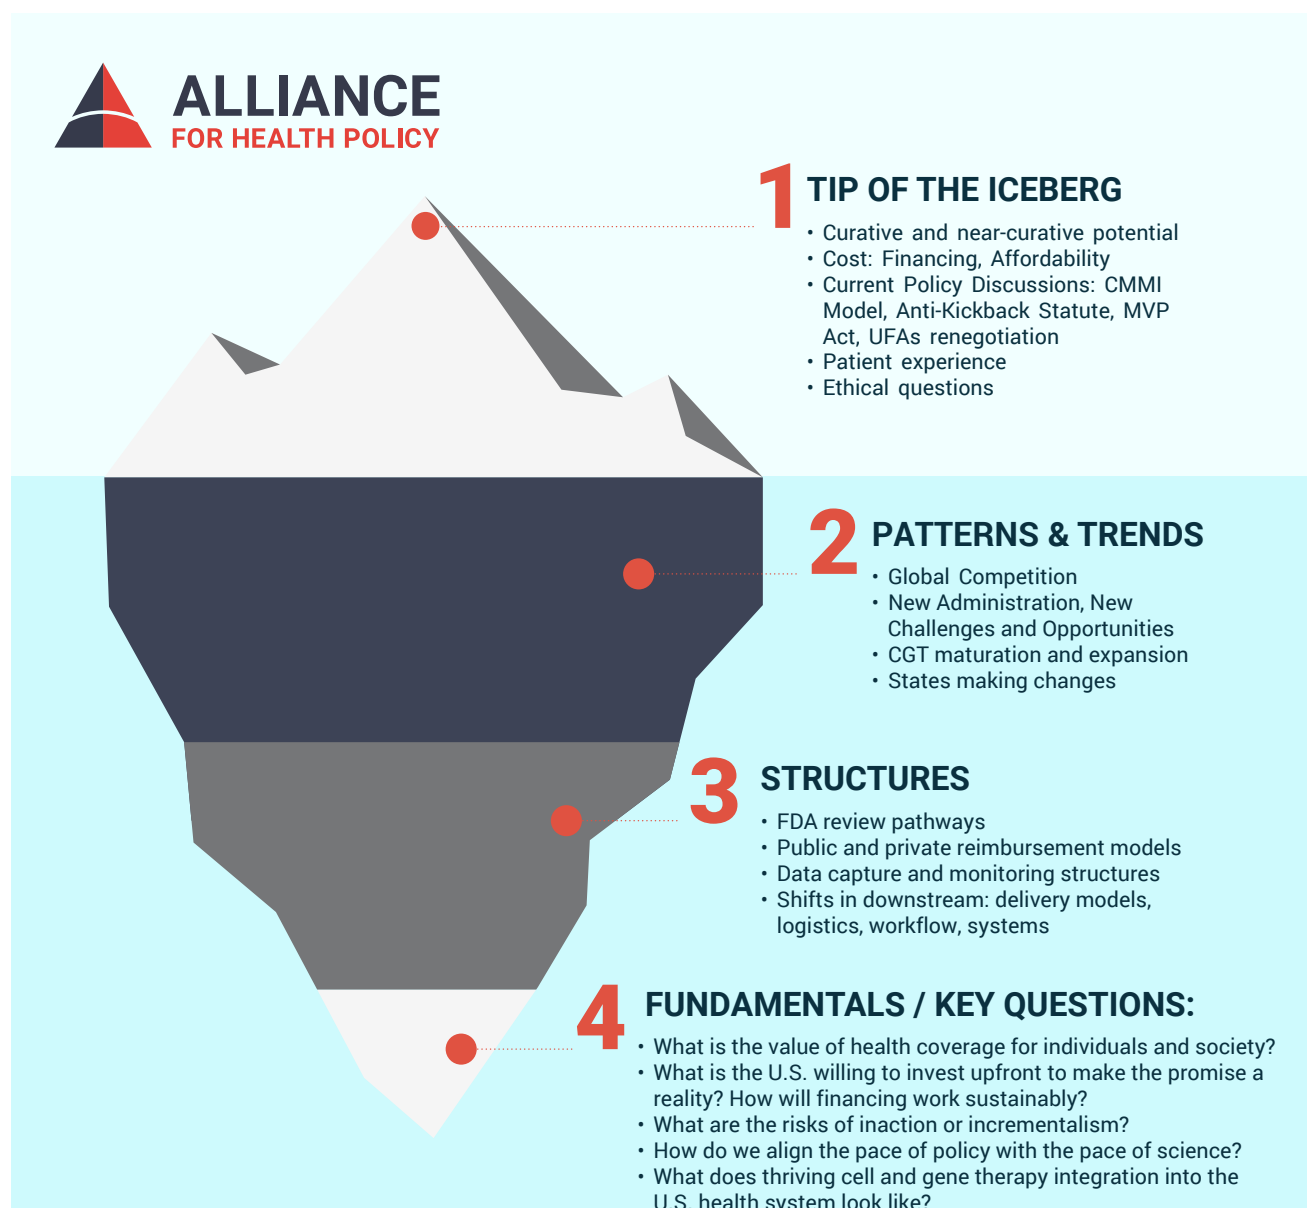 ALLIANCE
FOR HEALTH POLICY
1 TIP OF THE ICEBERG
• Curative and near-curative potential
• Cost: Financing, Affordability
• Current Policy Discussions: CMMI
Model, Anti-Kickback Statute, MVP
Act, UFAs renegotiation
• Patient experience
• Ethical questions
2 PATTERNS & TRENDS
• Global Competition
• New Administration, New
Challenges and Opportunities
• CGT maturation and expansion
• States making changes
3 STRUCTURES
• FDA review pathways
• Public and private reimbursement models
• Data capture and monitoring structures
• Shifts in downstream: delivery models,
logistics, workflow, systems
4 FUNDAMENTALS / KEY QUESTIONS:
• What is the value of health coverage for individuals and society?
• What is the U.S. willing to invest upfront to make the promise a
reality? How will financing work sustainably?
• What are the risks of inaction or incrementalism?
• How do we align the pace of policy with the pace of science?
• What does thriving cell and gene therapy integration into the
U.S. health system look like?